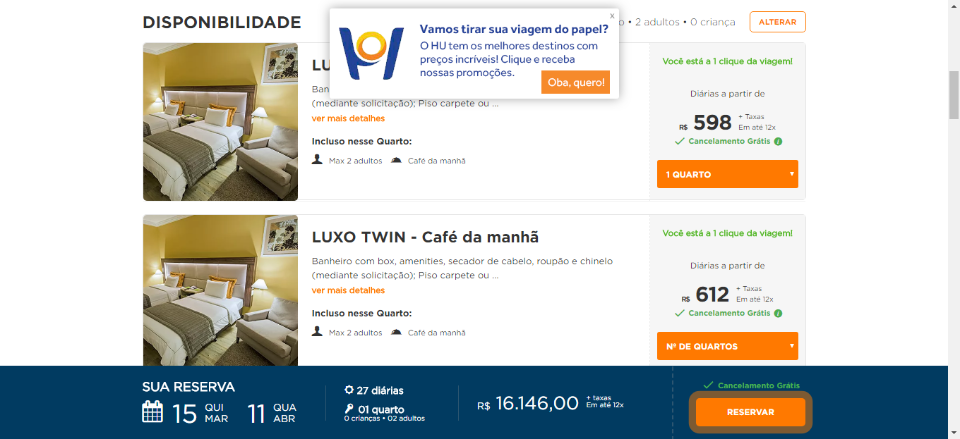 DISPONIBILIDADE
• 2 adultos • 0 criança
ALTERAR
x
Vamos tirar sua viagem do papel?
O HU tem os melhores destinos com
preços incríveis! Clique e receba
nossas promoções.
Oba, quero!
(mediante solicitação); Piso carpete ou ...
ver mais detalhes
Incluso nesse Quarto:
Max 2 adultos Café da manhã
Você está a 1 clique da viagem!
Diárias a partir de
R$ 598 + Taxas
Em até 12x
Cancelamento Grátis i
1 QUARTO
LUXO TWIN - Café da manhã
Banheiro com box, amenities, secador de cabelo, roupão e chinelo
(mediante solicitação); Piso carpete ou ...
ver mais detalhes
Incluso nesse Quarto:
Max 2 adultos Café da manhã
Você está a 1 clique da viagem!
Diárias a partir de
R$ 612 + Taxas
Em até 12x
Cancelamento Grátis i
Nº DE QUARTOS
SUA RESERVA
15 QUI MAR 11 QUA ABR
27 diárias
01 quarto
0 crianças • 02 adultos
R$ 16.146,00 + taxas
Em até 12x
Cancelamento Grátis
RESERVAR